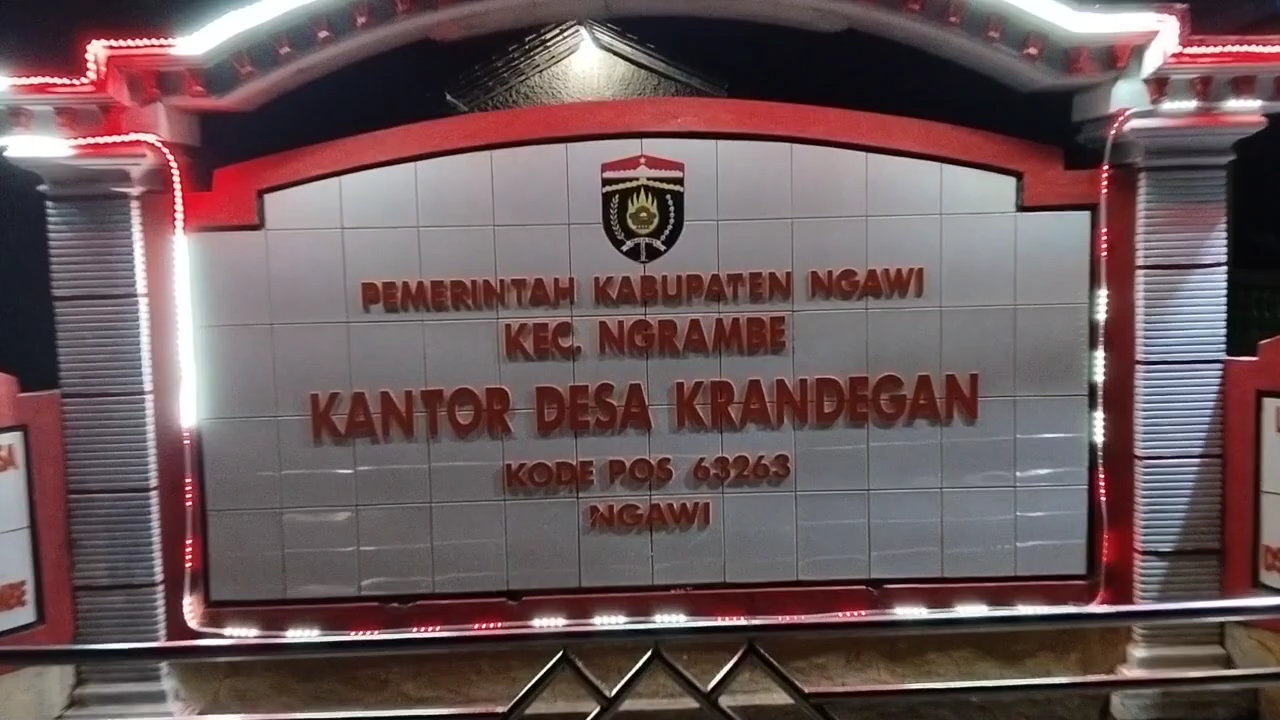 PEMERINTAH KABUPATEN NGAWI
KEC. NGRAMBE
KANTOR DESA KRANDEGAN
KODE POS 63263
NGAWI